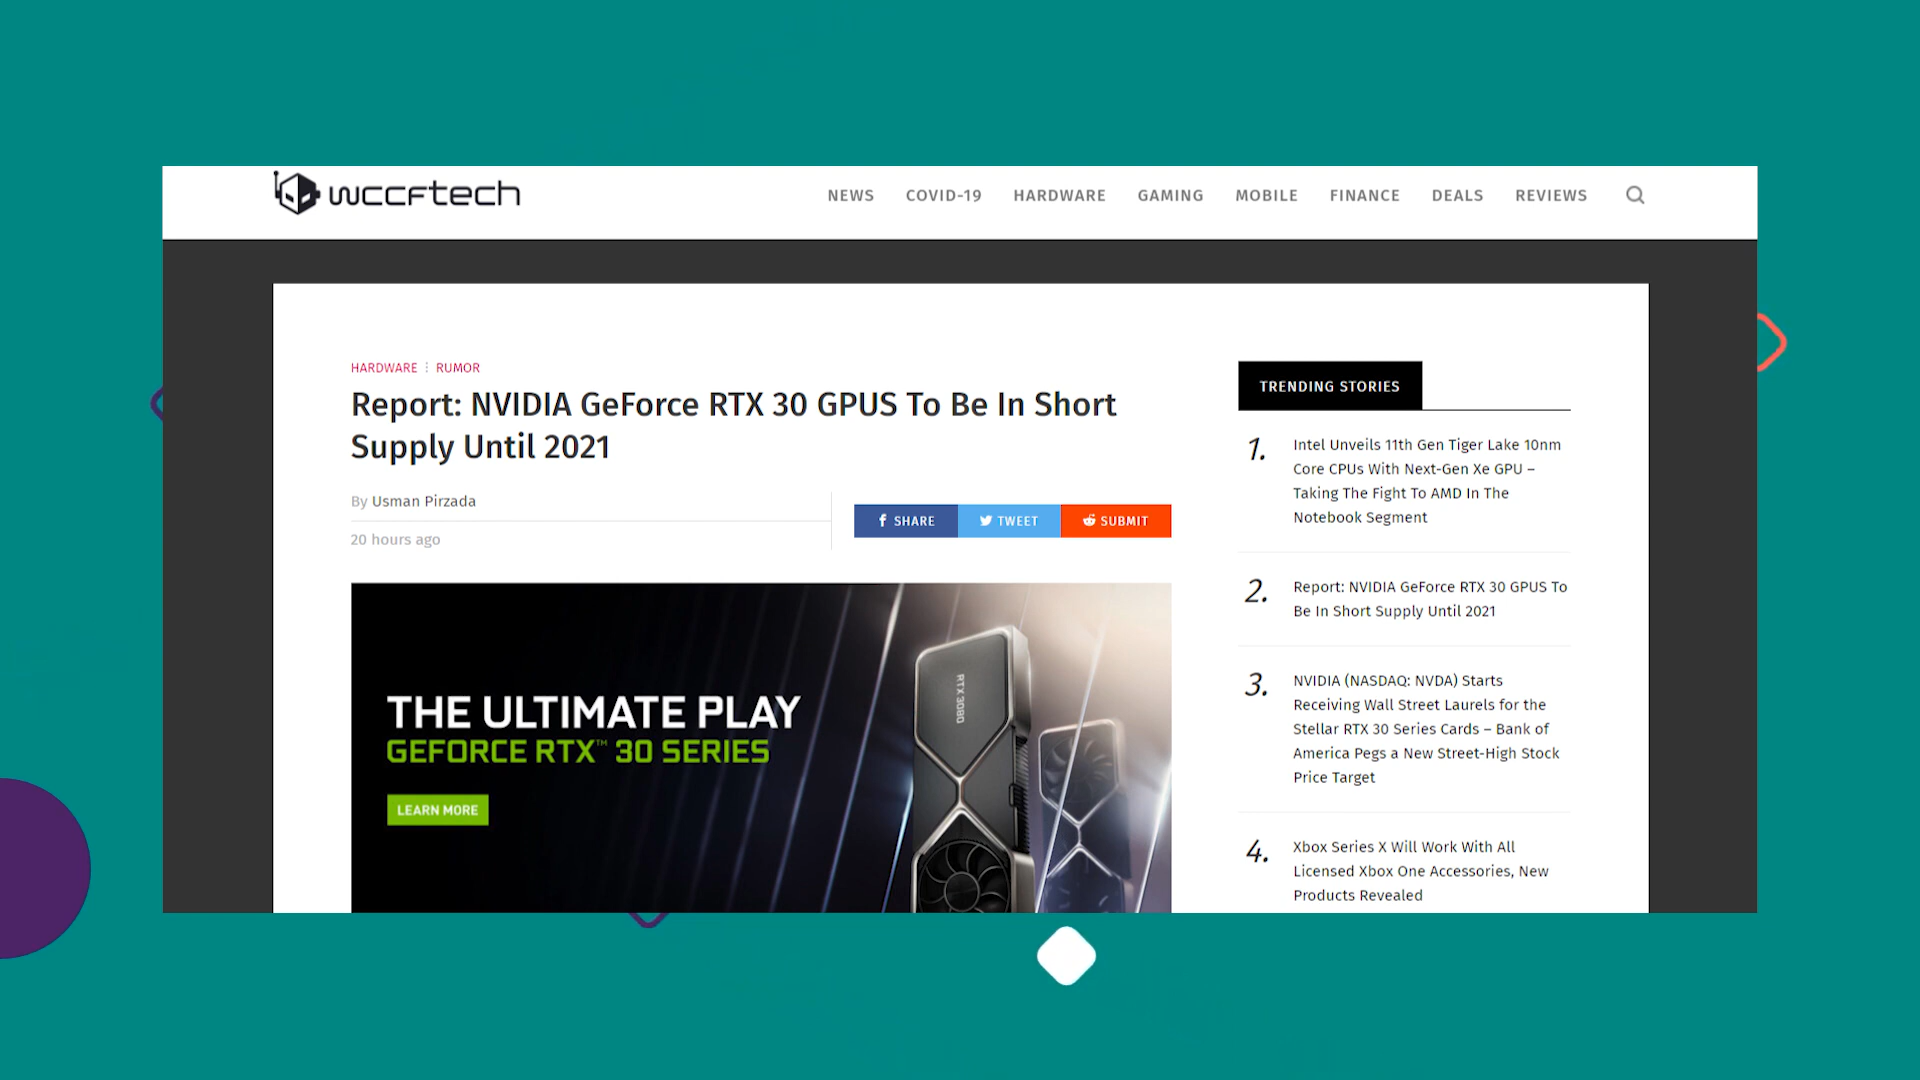 wccftech
NEWS COVID-19 HARDWARE GAMING MOBILE FINANCE DEALS REVIEWS
HARDWARE ⋮ RUMOR
Report: NVIDIA GeForce RTX 30 GPUS To Be In Short
Supply Until 2021
By Usman Pirzada
20 hours ago
SHARE TWEET SUBMIT
THE ULTIMATE PLAY
GEFORCE RTX™ 30 SERIES
LEARN MORE
RTX 3080
TRENDING STORIES
1. Intel Unveils 11th Gen Tiger Lake 10nm
Core CPUs With Next-Gen Xe GPU –
Taking The Fight To AMD In The
Notebook Segment
2. Report: NVIDIA GeForce RTX 30 GPUS To
Be In Short Supply Until 2021
3. NVIDIA (NASDAQ: NVDA) Starts
Receiving Wall Street Laurels for the
Stellar RTX 30 Series Cards – Bank of
America Pegs a New Street-High Stock
Price Target
4. Xbox Series X Will Work With All
Licensed Xbox One Accessories, New
Products Revealed